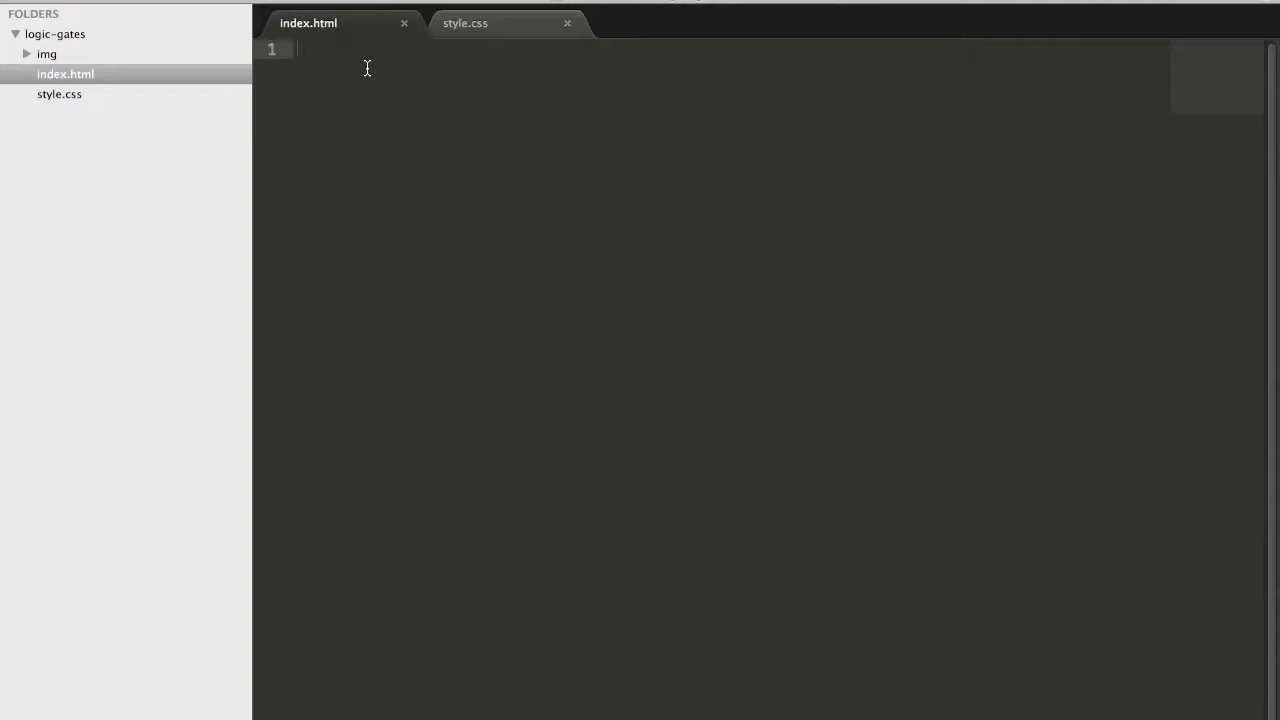 FOLDERS
logic-gates
img
index.html
style.css
index.html ×
style.css ×
1